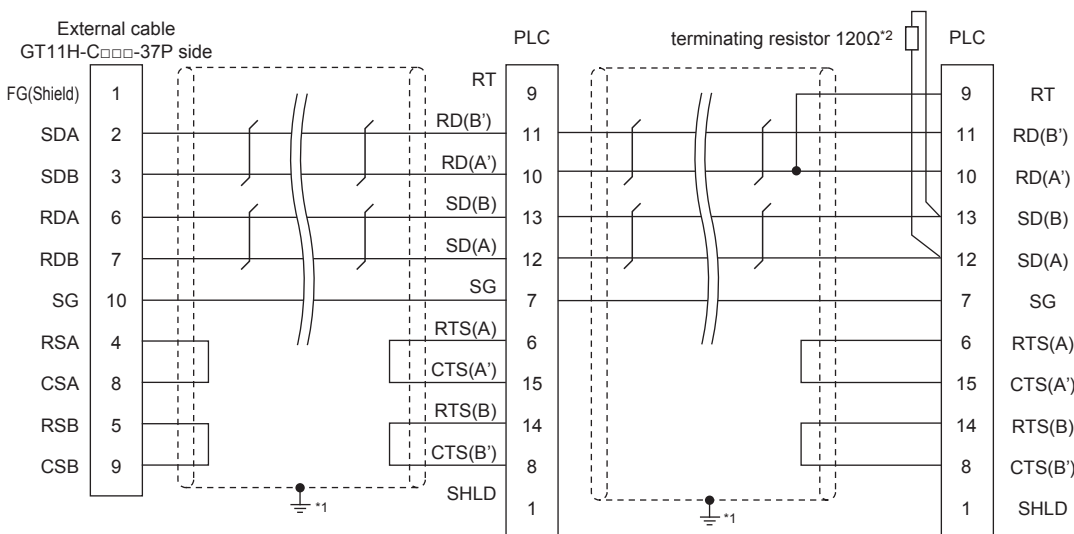 External cable
GT11H-C□□□-37P side
PLC
terminating resistor 120Ω*2
PLC
FG(Shield) 1 RT 9 9 RT
SDA 2 RD(B') 11 11 RD(B')
SDB 3 RD(A') 10 10 RD(A')
RDA 6 SD(B) 13 13 SD(B)
RDB 7 SD(A) 12 12 SD(A)
SG 10 SG 7 7 SG
RSA 4 RTS(A) 6 6 RTS(A)
CSA 8 CTS(A') 15 15 CTS(A')
RSB 5 RTS(B) 14 14 RTS(B)
CSB 9 CTS(B') 8 8 CTS(B')
*1 SHLD 1 *1 1 SHLD